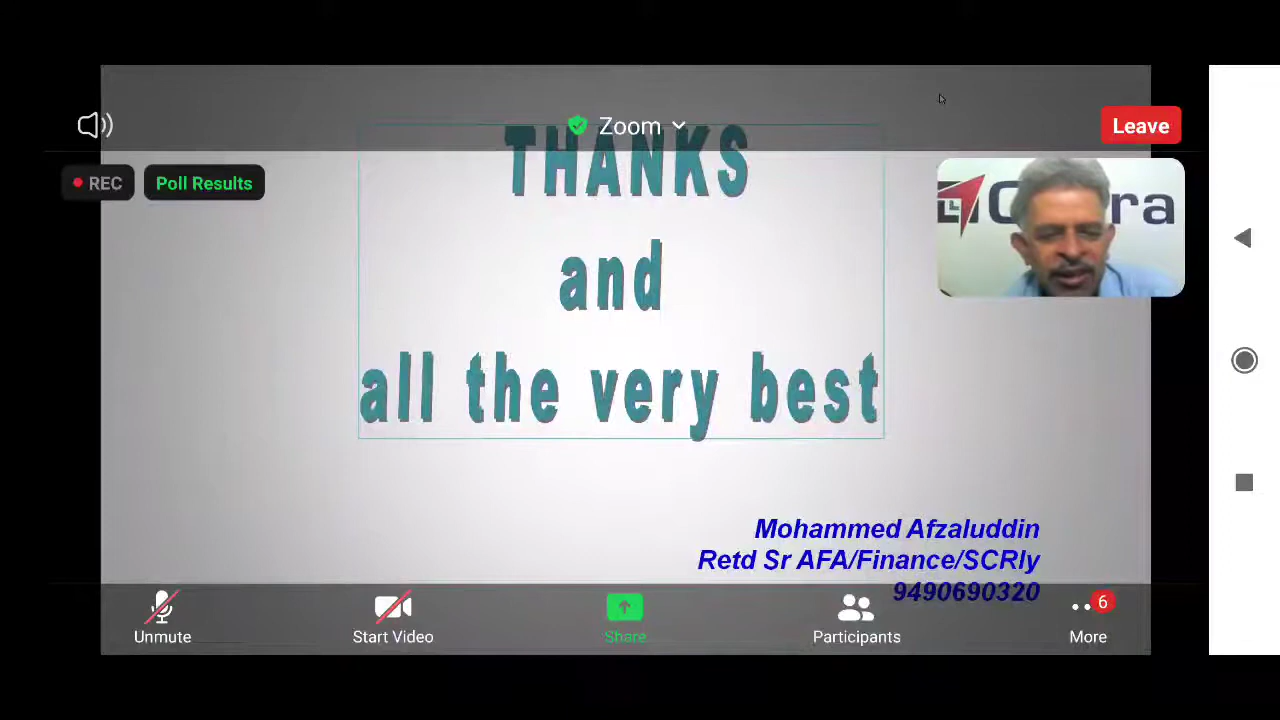 Zoom
Leave
REC
Poll Results
THANKS
and
all the very best
Mohammed Afzaluddin
Retd Sr AFA/Finance/SCRly
9490690320
Unmute
Start Video
Share
Participants
6
More